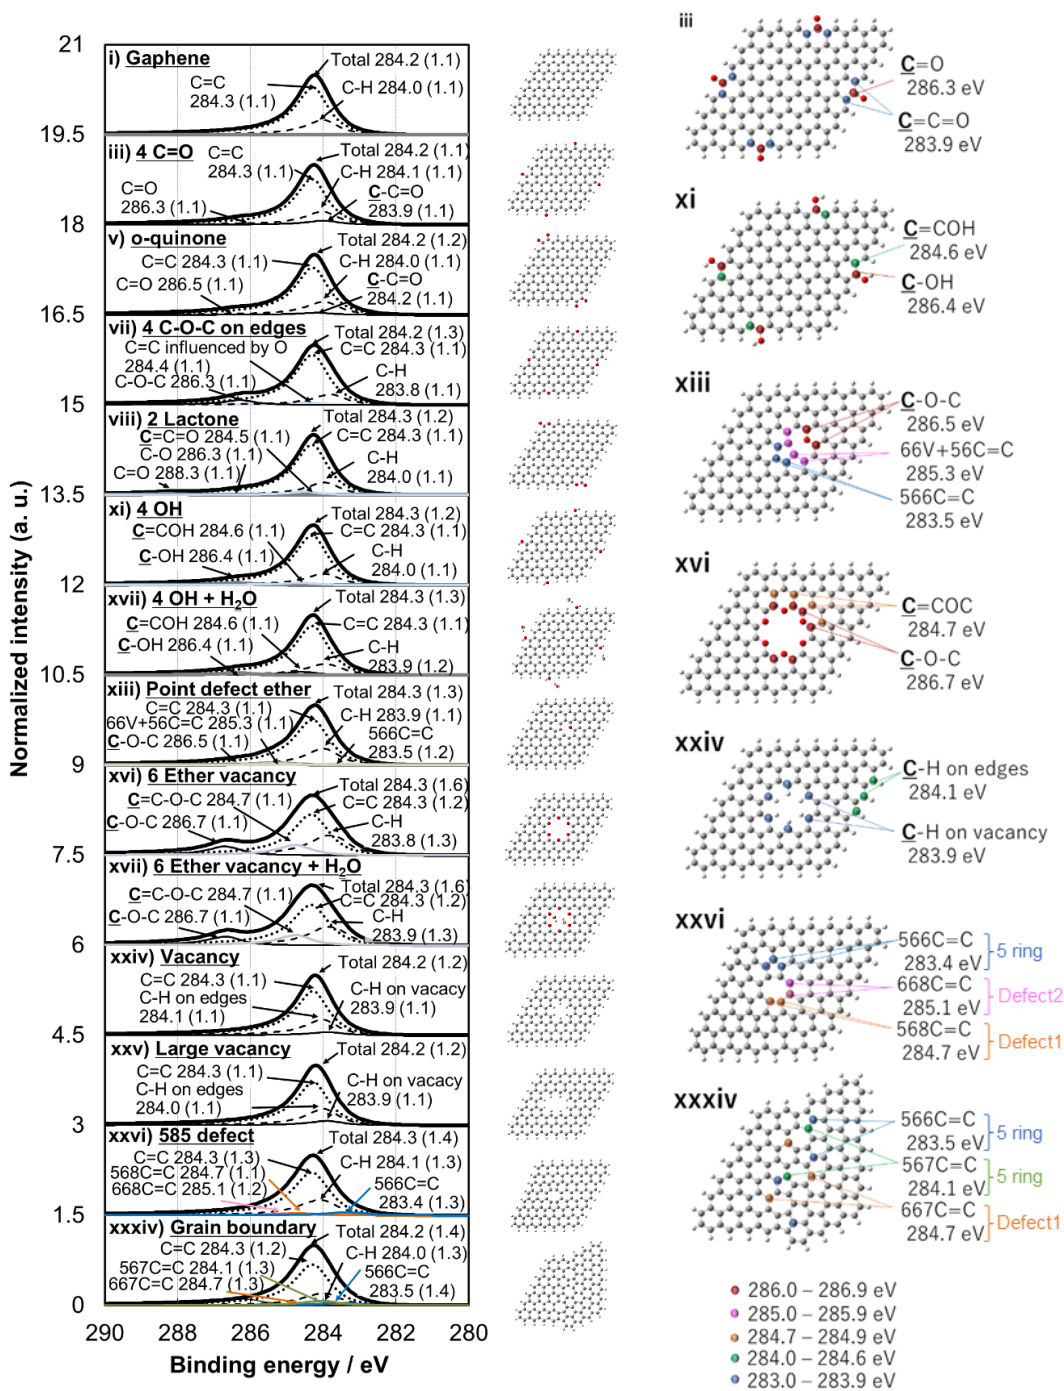 Normalized intensity (a. u.)
21
i) Gaphene
Total 284.2 (1.1)
C=C
284.3 (1.1)
C-H 284.0 (1.1)
19.5
iii) 4 C=O
C=C
284.3 (1.1)
Total 284.2 (1.1)
C-H 284.1 (1.1)
C=O
286.3 (1.1)
C-C=O
283.9 (1.1)
18
v) o-quinone
Total 284.2 (1.2)
C=C 284.3 (1.1)
C-H 284.0 (1.1)
C=O 286.5 (1.1)
C-C=O
284.2 (1.1)
16.5
vii) 4 C-O-C on edges
Total 284.2 (1.3)
C=C influenced by O
284.4 (1.1)
C=C 284.3 (1.1)
C-O-C 286.3 (1.1)
C-H
283.8 (1.1)
15
viii) 2 Lactone
Total 284.3 (1.2)
C=C=O 284.5 (1.1)
C=C 284.3 (1.1)
C-O 286.3 (1.1)
C=O 288.3 (1.1)
C-H
284.0 (1.1)
13.5
xi) 4 OH
Total 284.3 (1.2)
C=COH 284.6 (1.1)
C=C 284.3 (1.1)
C-OH 286.4 (1.1)
C-H
284.0 (1.1)
12
xvii) 4 OH + H2O
Total 284.3 (1.3)
C=COH 284.6 (1.1)
C=C 284.3 (1.1)
C-OH 286.4 (1.1)
C-H
283.9 (1.2)
10.5
xiii) Point defect ether
Total 284.3 (1.3)
C=C 284.3 (1.1)
66V+56C=C 285.3 (1.1)
C-H 283.9 (1.1)
C-O-C 286.5 (1.1)
566C=C
283.5 (1.2)
9
xvi) 6 Ether vacancy
Total 284.3 (1.6)
C=C-O-C 284.7 (1.1)
C=C 284.3 (1.2)
C-O-C
286.7 (1.1)
C-H
283.8 (1.3)
7.5
xvii) 6 Ether vacancy + H2O
Total 284.3 (1.6)
C=C-O-C 284.7 (1.1)
C=C 284.3 (1.2)
C-O-C 286.7 (1.1)
C-H
283.9 (1.3)
6
xxiv) Vacancy
Total 284.2 (1.2)
C=C 284.3 (1.1)
C-H on edges
284.1 (1.1)
C-H on vacacy
283.9 (1.1)
4.5
xxv) Large vacancy
Total 284.2 (1.2)
C=C 284.3 (1.1)
C-H on edges
284.0 (1.1)
C-H on vacacy
283.9 (1.1)
3
xxvi) 585 defect
Total 284.3 (1.4)
C=C 284.3 (1.3)
568C=C 284.7 (1.1)
C-H 284.1 (1.3)
668C=C 285.1 (1.2)
566C=C
283.4 (1.3)
1.5
xxxiv) Grain boundary
Total 284.2 (1.4)
C=C 284.3 (1.2)
C-H 284.0 (1.3)
567C=C 284.1 (1.3)
667C=C 284.7 (1.3)
566C=C
283.5 (1.4)
0
290 288 286 284 282 280
Binding energy / eV
iii
C=O
286.3 eV
C=C=O
283.9 eV
xi
C=COH
284.6 eV
C-OH
286.4 eV
xiii
C-O-C
286.5 eV
66V+56C=C
285.3 eV
566C=C
283.5 eV
xvi
C=COC
284.7 eV
C-O-C
286.7 eV
xxiv
C-H on edges
284.1 eV
C-H on vacancy
283.9 eV
xxvi
566C=C
283.4 eV
5 ring
668C=C
285.1 eV
Defect2
568C=C
284.7 eV
Defect1
xxxiv
566C=C
283.5 eV
5 ring
567C=C
284.1 eV
5 ring
667C=C
284.7 eV
Defect1
286.0 – 286.9 eV
285.0 – 285.9 eV
284.7 – 284.9 eV
284.0 – 284.6 eV
283.0 – 283.9 eV